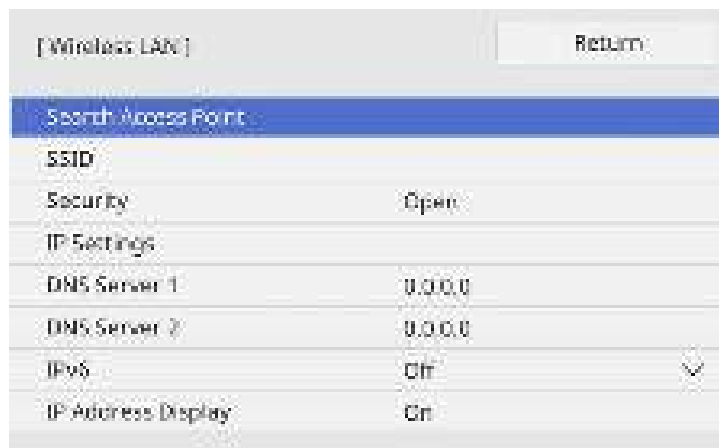 [Wireless LAN]
Return
Search Access Point
SSID
Security Open
IP Settings
DNS Server 1 0.0.0.0
DNS Server 2 0.0.0.0
IPv6 Off
IP Address Display On